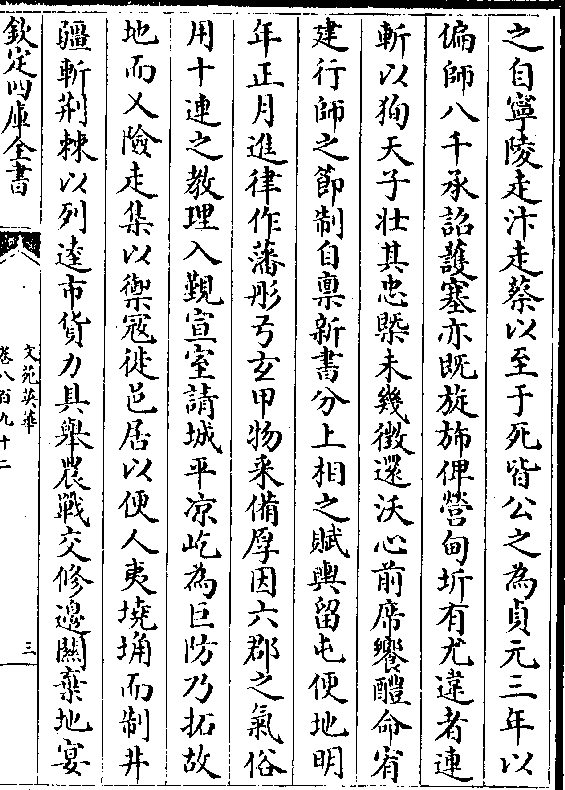 之自寧陵走汴走蔡以至于死皆公之為貞元三年以
偏師八千承詔護塞亦既旋斾俾營甸圻有尤違者連
斬以狥天子壯其忠槩未幾徴還沃心前席饗醴命宥
建行師之節制自禀新書分上相之賦輿留屯便地明
年正月進律作藩彤弓玄甲物采備厚因六郡之氣俗
用十連之教理入覲宣室請城平凉屹為巨防乃拓故
地而乂險走集以禦冦徙邑居以便人夷墝埆而制井
疆斬荆棘以列逵市貨力具舉農戰交修邉關棄地宴
欽定四庫全書
文苑英華
卷八百九十二
三